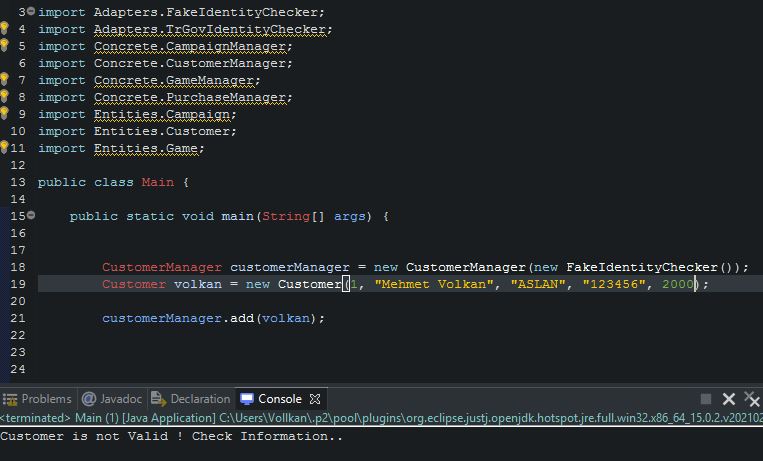 3 import Adapters.FakeIdentityChecker;
4 import Adapters.TrGovIdentityChecker;
5 import Concrete.CampaignManager;
6 import Concrete.CustomerManager;
7 import Concrete.GameManager;
8 import Concrete.PurchaseManager;
9 import Entities.Campaign;
10 import Entities.Customer;
11 import Entities.Game;
12
13 public class Main {
14
15 public static void main(String[] args) {
16
17
18 CustomerManager customerManager = new CustomerManager(new FakeIdentityChecker());
19 Customer volkan = new Customer(1, "Mehmet Volkan", "ASLAN", "123456", 2000);
20
21 customerManager.add(volkan);
22
23
24
Problems Javadoc Declaration Console
<terminated> Main (1) [Java Application] C:\Users\Vollkan\.p2\pool\plugins\org.eclipse.justj.openjdk.hotspot.jre.full.win32.x86_64_15.0.2.v202102
Customer is not Valid ! Check Information..